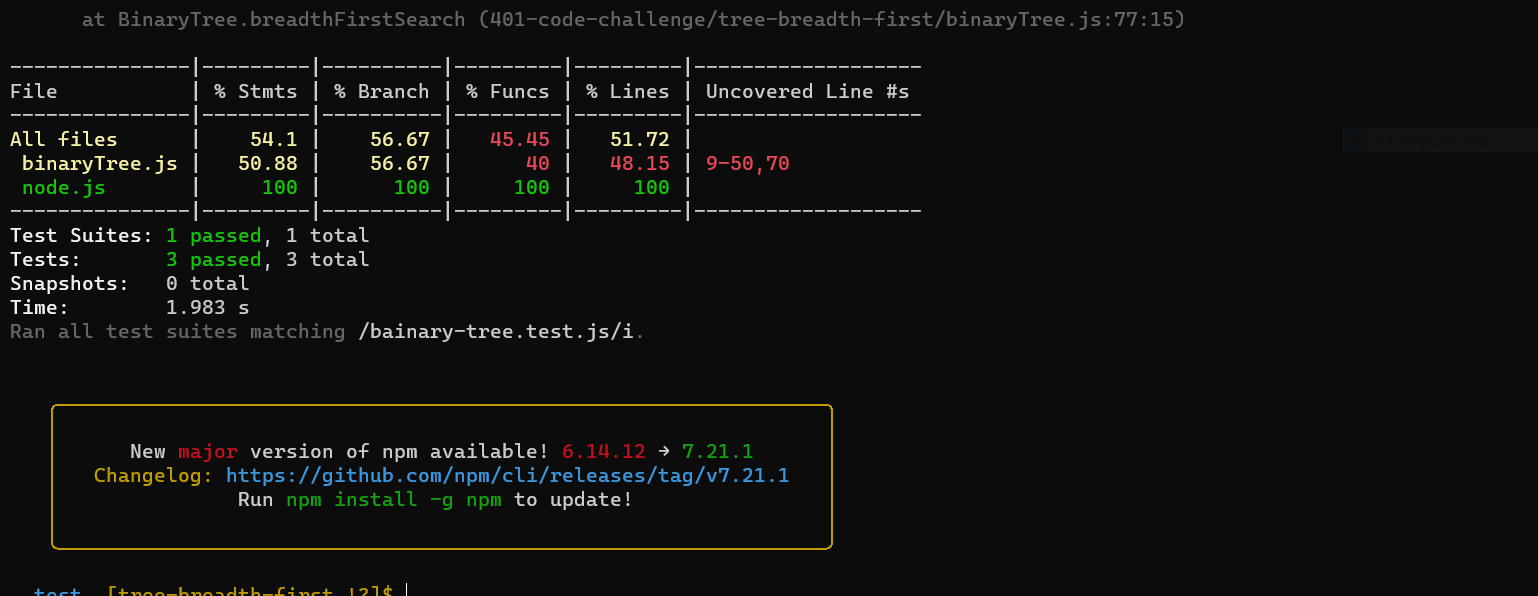 at BinaryTree.breadthFirstSearch (401-code-challenge/tree-breadth-first/binaryTree.js:77:15)
---------------|---------|----------|---------|---------|-------------------
File           | % Stmts | % Branch | % Funcs | % Lines | Uncovered Line #s
---------------|---------|----------|---------|---------|-------------------
All files      |    54.1 |    56.67 |   45.45 |   51.72 |
 binaryTree.js |   50.88 |    56.67 |      40 |   48.15 | 9-50,70
 node.js       |     100 |      100 |     100 |     100 |
---------------|---------|----------|---------|---------|-------------------
Test Suites: 1 passed, 1 total
Tests:       3 passed, 3 total
Snapshots:   0 total
Time:        1.983 s
Ran all test suites matching /bainary-tree.test.js/i.
Rectangular Snip
New major version of npm available! 6.14.12 → 7.21.1
Changelog: https://github.com/npm/cli/releases/tag/v7.21.1
Run npm install -g npm to update!
test [tree-breadth-first !?]$